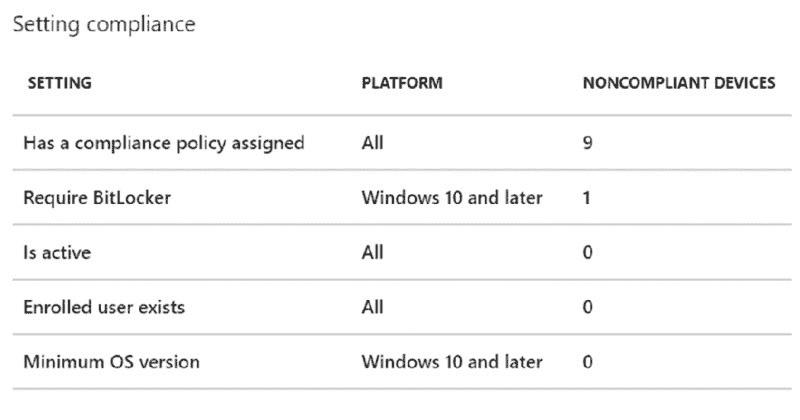 Setting compliance
SETTING PLATFORM NONCOMPLIANT DEVICES
Has a compliance policy assigned All 9
Require BitLocker Windows 10 and later 1
Is active All 0
Enrolled user exists All 0
Minimum OS version Windows 10 and later 0